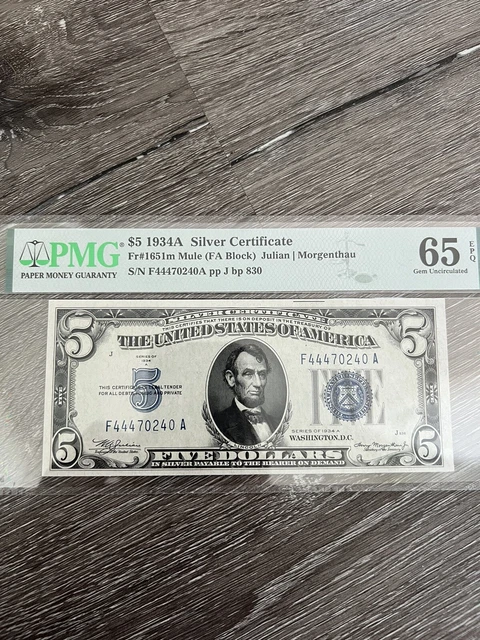 PMG®
PAPER MONEY GUARANTY
$5 1934A Silver Certificate
Fr#1651m Mule (FA Block) Julian | Morgenthau
S/N F44470240A pp J bp 830
65 EPQ
Gem Uncirculated
5
SILVER CERTIFICATE
5
THIS CERTIFIES THAT THERE IS ON DEPOSIT IN THE TREASURY OF
THE UNITED STATES OF AMERICA
J
SERIES OF
F44470240 A
THIS CERTIFICATE IS LEGAL TENDER
FOR ALL DEBTS PUBLIC AND PRIVATE
5
F44470240 A
SERIES OF 1934 A
WASHINGTON, D.C.
J
LINCOLN
5
FIVE DOLLARS
5
IN SILVER PAYABLE TO THE BEARER ON DEMAND